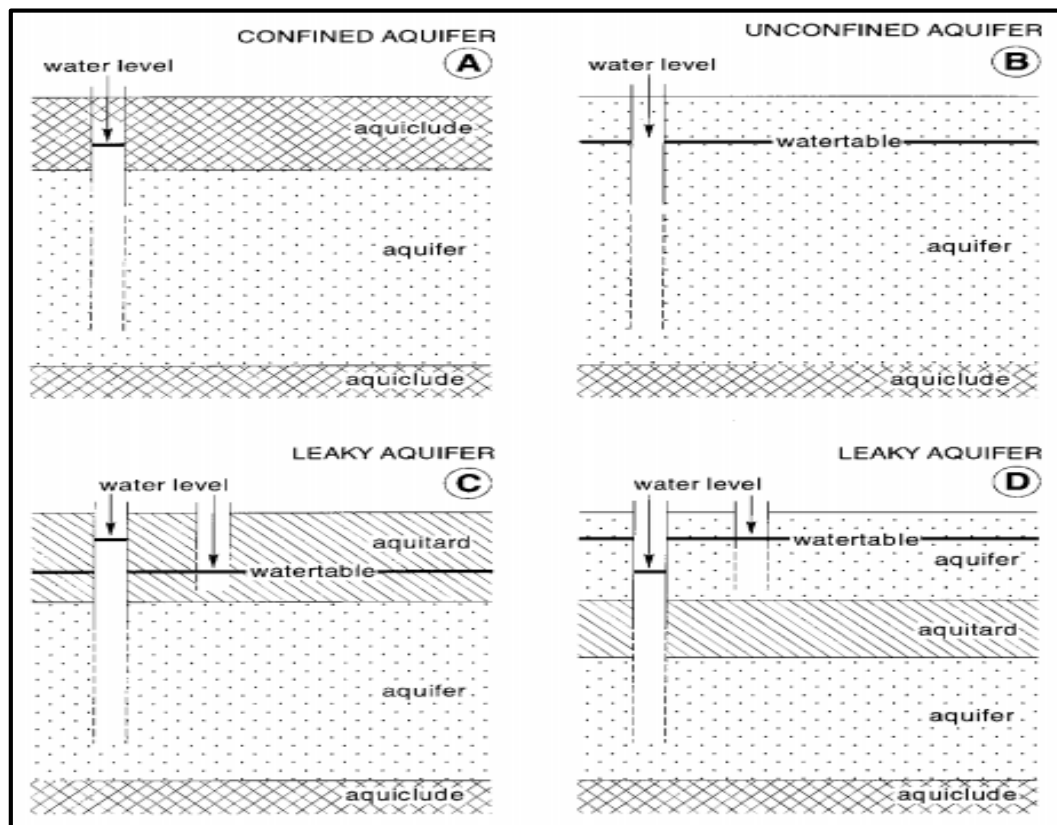 CONFINED AQUIFER
A
water level
aquiclude
aquifer
aquiclude
UNCONFINED AQUIFER
B
water level
watertable
aquifer
aquiclude
LEAKY AQUIFER
C
water level
aquitard
watertable
aquifer
aquiclude
LEAKY AQUIFER
D
water level
watertable
aquifer
aquitard
aquifer
aquiclude